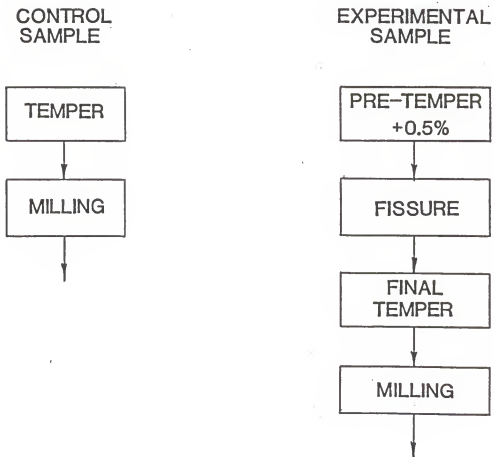 CONTROL
SAMPLE
TEMPER
MILLING
EXPERIMENTAL
SAMPLE
PRE-TEMPER
+0.5%
FISSURE
FINAL
TEMPER
MILLING